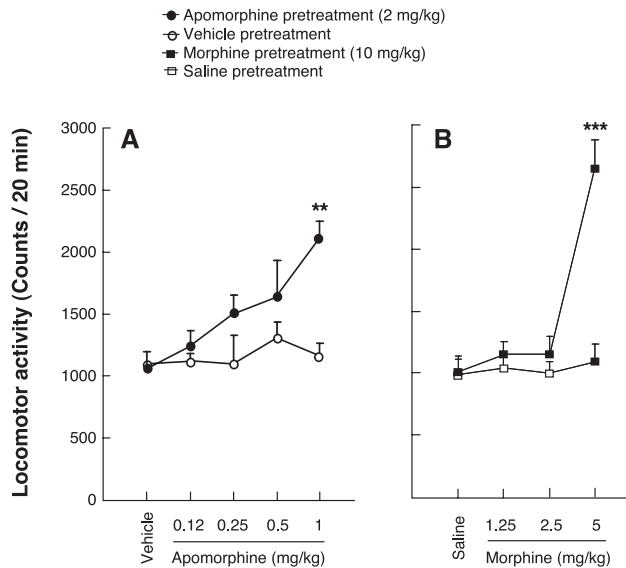 Apomorphine pretreatment (2 mg/kg)
Vehicle pretreatment
Morphine pretreatment (10 mg/kg)
Saline pretreatment
A
B
Locomotor activity (Counts / 20 min)
3000
2500
2000
1500
1000
500
0
**
***
Vehicle 0.12 0.25 0.5 1
Apomorphine (mg/kg)
Saline 1.25 2.5 5
Morphine (mg/kg)